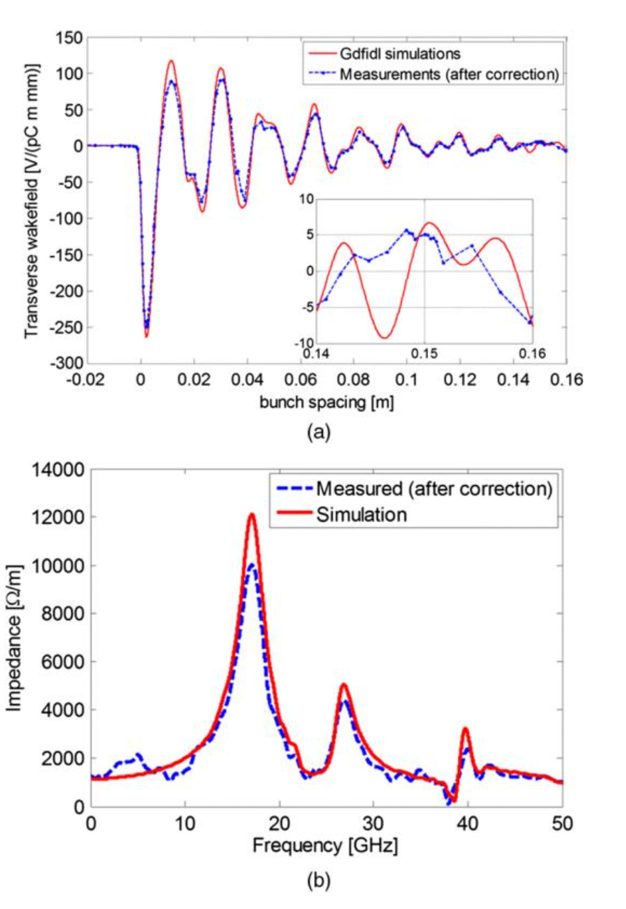 150
100
50
0
-50
-100
-150
-200
-250
-300
Transverse wakefield [V/(pC m mm)]
Gdfidl simulations
Measurements (after correction)
10
5
0
-5
-10
0.14 0.15 0.16
-0.02 0 0.02 0.04 0.06 0.08 0.1 0.12 0.14 0.16
bunch spacing [m]
(a)
14000
12000
10000
8000
6000
4000
2000
0
Impedance [Ω/m]
Measured (after correction)
Simulation
0 10 20 30 40 50
Frequency [GHz]
(b)